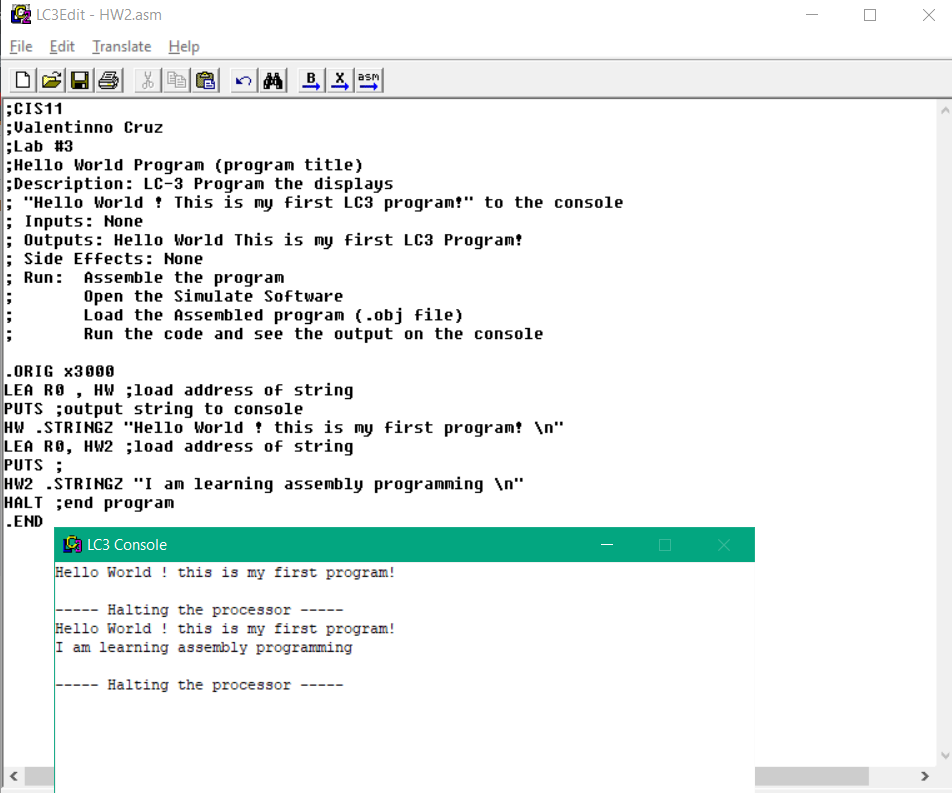 LC3Edit - HW2.asm
File Edit Translate Help
B X asm
;CIS11
;Valentinno Cruz
;Lab #3
;Hello World Program (program title)
;Description: LC-3 Program the displays
; "Hello World ! This is my first LC3 program!" to the console
; Inputs: None
; Outputs: Hello World This is my first LC3 Program!
; Side Effects: None
; Run:  Assemble the program
;       Open the Simulate Software
;       Load the Assembled program (.obj file)
;       Run the code and see the output on the console

.ORIG x3000
LEA R0 , HW ;load address of string
PUTS ;output string to console
HW .STRINGZ "Hello World ! this is my first program! \n"
LEA R0, HW2 ;load address of string
PUTS ;
HW2 .STRINGZ "I am learning assembly programming \n"
HALT ;end program
.END
LC3 Console
Hello World ! this is my first program!

----- Halting the processor -----
Hello World ! this is my first program!
I am learning assembly programming

----- Halting the processor -----